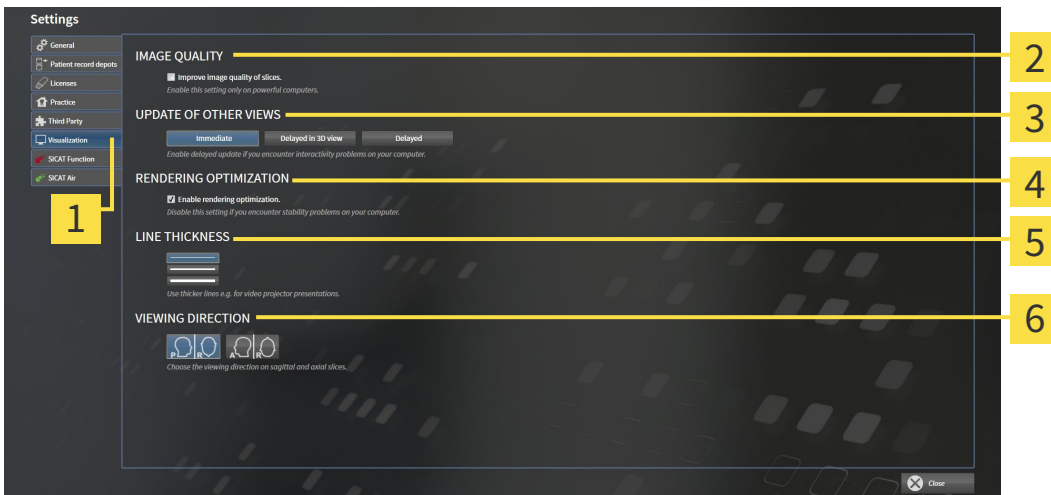 Settings
General
Patient record depots
Licenses
Practice
Third Party
Visualization
SICAT Function
SICAT Air
1
IMAGE QUALITY
2
Improve image quality of slices.
Enable this setting only on powerful computers.
UPDATE OF OTHER VIEWS
3
Immediate Delayed in 3D view Delayed
Enable delayed update if you encounter interactivity problems on your computer.
RENDERING OPTIMIZATION
4
Enable rendering optimization.
Disable this setting if you encounter stability problems on your computer.
LINE THICKNESS
5
Use thicker lines e.g. for video projector presentations.
VIEWING DIRECTION
6
P R A R
Choose the viewing direction on sagittal and axial slices.
Close